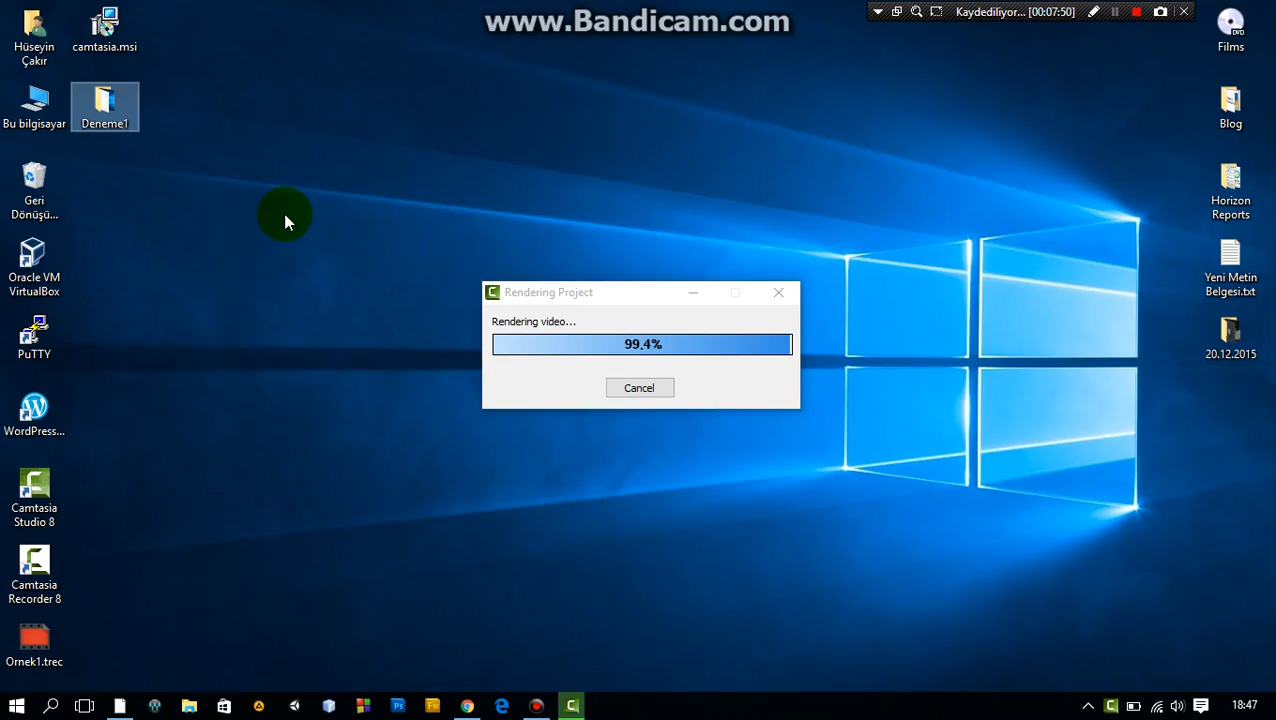 www.Bandicam.com
Kaydediliyor... [00:07:50]
Hüseyin
Çakır
camtasia.msi
Films
Bu bilgisayar
Deneme1
Blog
Geri
Dönüşü...
Horizon
Reports
Oracle VM
VirtualBox
Yeni Metin
Belgesi.txt
Rendering Project
Rendering video...
99.4%
Cancel
PuTTY
20.12.2015
WordPress...
Camtasia
Studio 8
Camtasia
Recorder 8
Ornek1.trec
Ps
Fw
18:47